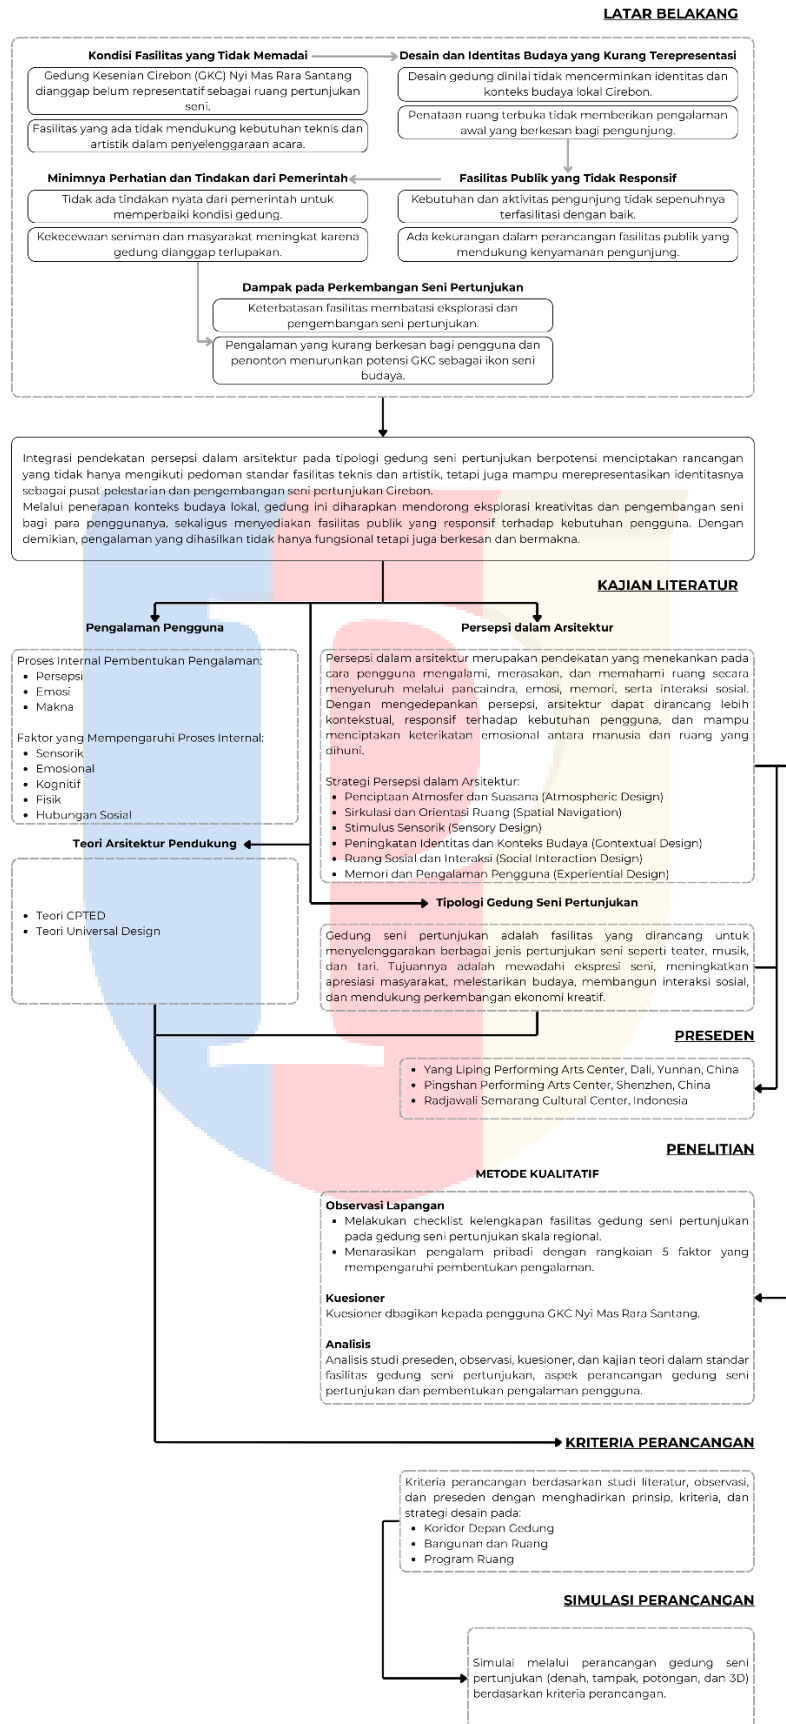 LATAR BELAKANG
Kondisi Fasilitas yang Tidak Memadai
Gedung Kesenian Cirebon (GKC) Nyi Mas Rara Santang
dianggap belum representatif sebagai ruang pertunjukan
seni.
Fasilitas yang ada tidak mendukung kebutuhan teknis dan
artistik dalam penyelenggaraan acara.
Desain dan Identitas Budaya yang Kurang Terepresentasi
Desain gedung dinilai tidak mencerminkan identitas dan
konteks budaya lokal Cirebon.
Penataan ruang terbuka tidak memberikan pengalaman
awal yang berkesan bagi pengunjung.
Minimnya Perhatian dan Tindakan dari Pemerintah
Tidak ada tindakan nyata dari pemerintah untuk
memperbaiki kondisi gedung.
Kekecewaan seniman dan masyarakat meningkat karena
gedung dianggap terlupakan.
Fasilitas Publik yang Tidak Responsif
Kebutuhan dan aktivitas pengunjung tidak sepenuhnya
terfasilitasi dengan baik.
Ada kekurangan dalam perancangan fasilitas publik yang
mendukung kenyamanan pengunjung.
Dampak pada Perkembangan Seni Pertunjukan
Keterbatasan fasilitas membatasi eksplorasi dan
pengembangan seni pertunjukan.
Pengalaman yang kurang berkesan bagi pengguna dan
penonton menurunkan potensi GKC sebagai ikon seni
budaya.
Integrasi pendekatan persepsi dalam arsitektur pada tipologi gedung seni pertunjukan berpotensi menciptakan rancangan
yang tidak hanya mengikuti pedoman standar fasilitas teknis dan artistik, tetapi juga mampu merepresentasikan identitasnya
sebagai pusat pelestarian dan pengembangan seni pertunjukan Cirebon.
Melalui penerapan konteks budaya lokal, gedung ini diharapkan mendorong eksplorasi kreativitas dan pengembangan seni
bagi para penggunanya, sekaligus menyediakan fasilitas publik yang responsif terhadap kebutuhan pengguna. Dengan
demikian, pengalaman yang dihasilkan tidak hanya fungsional tetapi juga berkesan dan bermakna.
KAJIAN LITERATUR
Pengalaman Pengguna
Proses Internal Pembentukan Pengalaman:
• Persepsi
• Emosi
• Makna
Faktor yang Mempengaruhi Proses Internal:
• Sensorik
• Emosional
• Kognitif
• Fisik
• Hubungan Sosial
Persepsi dalam Arsitektur
Persepsi dalam arsitektur merupakan pendekatan yang menekankan pada
cara pengguna mengalami, merasakan, dan memahami ruang secara
menyeluruh melalui pancaindra, emosi, memori, serta interaksi sosial.
Dengan mengedepankan persepsi, arsitektur dapat dirancang lebih
kontekstual, responsif terhadap kebutuhan pengguna, dan mampu
menciptakan keterikatan emosional antara manusia dan ruang yang
dihuni.
Strategi Persepsi dalam Arsitektur:
• Penciptaan Atmosfer dan Suasana (Atmospheric Design)
• Sirkulasi dan Orientasi Ruang (Spatial Navigation)
• Stimulus Sensorik (Sensory Design)
• Peningkatan Identitas dan Konteks Budaya (Contextual Design)
• Ruang Sosial dan Interaksi (Social Interaction Design)
• Memori dan Pengalaman Pengguna (Experiential Design)
Teori Arsitektur Pendukung
• Teori CPTED
• Teori Universal Design
Tipologi Gedung Seni Pertunjukan
Gedung seni pertunjukan adalah fasilitas yang dirancang untuk
menyelenggarakan berbagai jenis pertunjukan seni seperti teater, musik,
dan tari. Tujuannya adalah mewadahi ekspresi seni, meningkatkan
apresiasi masyarakat, melestarikan budaya, membangun interaksi sosial,
dan mendukung perkembangan ekonomi kreatif.
PRESEDEN
• Yang Liping Performing Arts Center, Dali, Yunnan, China
• Pingshan Performing Arts Center, Shenzhen, China
• Radjawali Semarang Cultural Center, Indonesia
PENELITIAN
METODE KUALITATIF
Observasi Lapangan
• Melakukan checklist kelengkapan fasilitas gedung seni pertunjukan
pada gedung seni pertunjukan skala regional.
• Menarasikan pengalam pribadi dengan rangkaian 5 faktor yang
mempengaruhi pembentukan pengalaman.
Kuesioner
Kuesioner dbagikan kepada pengguna GKC Nyi Mas Rara Santang.
Analisis
Analisis studi preseden, observasi, kuesioner, dan kajian teori dalam standar
fasilitas gedung seni pertunjukan, aspek perancangan gedung seni
pertunjukan dan pembentukan pengalaman pengguna.
KRITERIA PERANCANGAN
Kriteria perancangan berdasarkan studi literatur, observasi,
dan preseden dengan menghadirkan prinsip, kriteria, dan
strategi desain pada:
• Koridor Depan Gedung
• Bangunan dan Ruang
• Program Ruang
SIMULASI PERANCANGAN
Simulai melalui perancangan gedung seni
pertunjukan (denah, tampak, potongan, dan 3D)
berdasarkan kriteria perancangan.